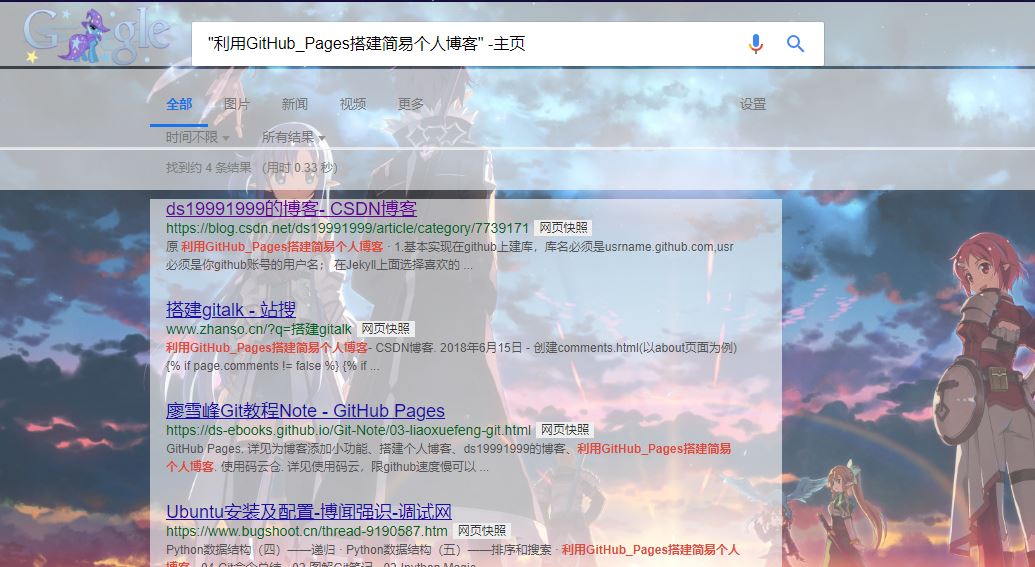 Google
"利用GitHub_Pages搭建简易个人博客" -主页
全部 图片 新闻 视频 更多 设置
时间不限 所有结果
找到约 4 条结果 (用时 0.33 秒)
ds19991999的博客- CSDN博客
https://blog.csdn.net/ds19991999/article/category/7739171 网页快照
原 利用GitHub_Pages搭建简易个人博客 · 1.基本实现在github上建库，库名必须是usrname.github.com,usr
必须是你github账号的用户名； 在Jekyll上面选择喜欢的 ...
搭建gitalk - 站搜
www.zhanso.cn/?q=搭建gitalk 网页快照
利用GitHub_Pages搭建简易个人博客- CSDN博客. 2018年6月15日 - 创建comments.html(以about页面为例)
{% if page.comments != false %} {% if ...
廖雪峰Git教程Note - GitHub Pages
https://ds-ebooks.github.io/Git-Note/03-liaoxuefeng-git.html 网页快照
GitHub Pages. 详见为博客添加小功能、搭建个人博客、ds19991999的博客、利用GitHub_Pages搭建简易
个人博客. 使用码云仓. 详见使用码云，限github速度慢可以 ...
Ubuntu安装及配置-博闻强识-调试网
https://www.bugshoot.cn/thread-9190587.htm 网页快照
Python数据结构（四）——递归 · Python数据结构（五）——排序和搜索 · 利用GitHub_Pages搭建简易个人
博客 · 04.Git命令总结 · 03.图解Git笔记 · 02.Ipython Magic